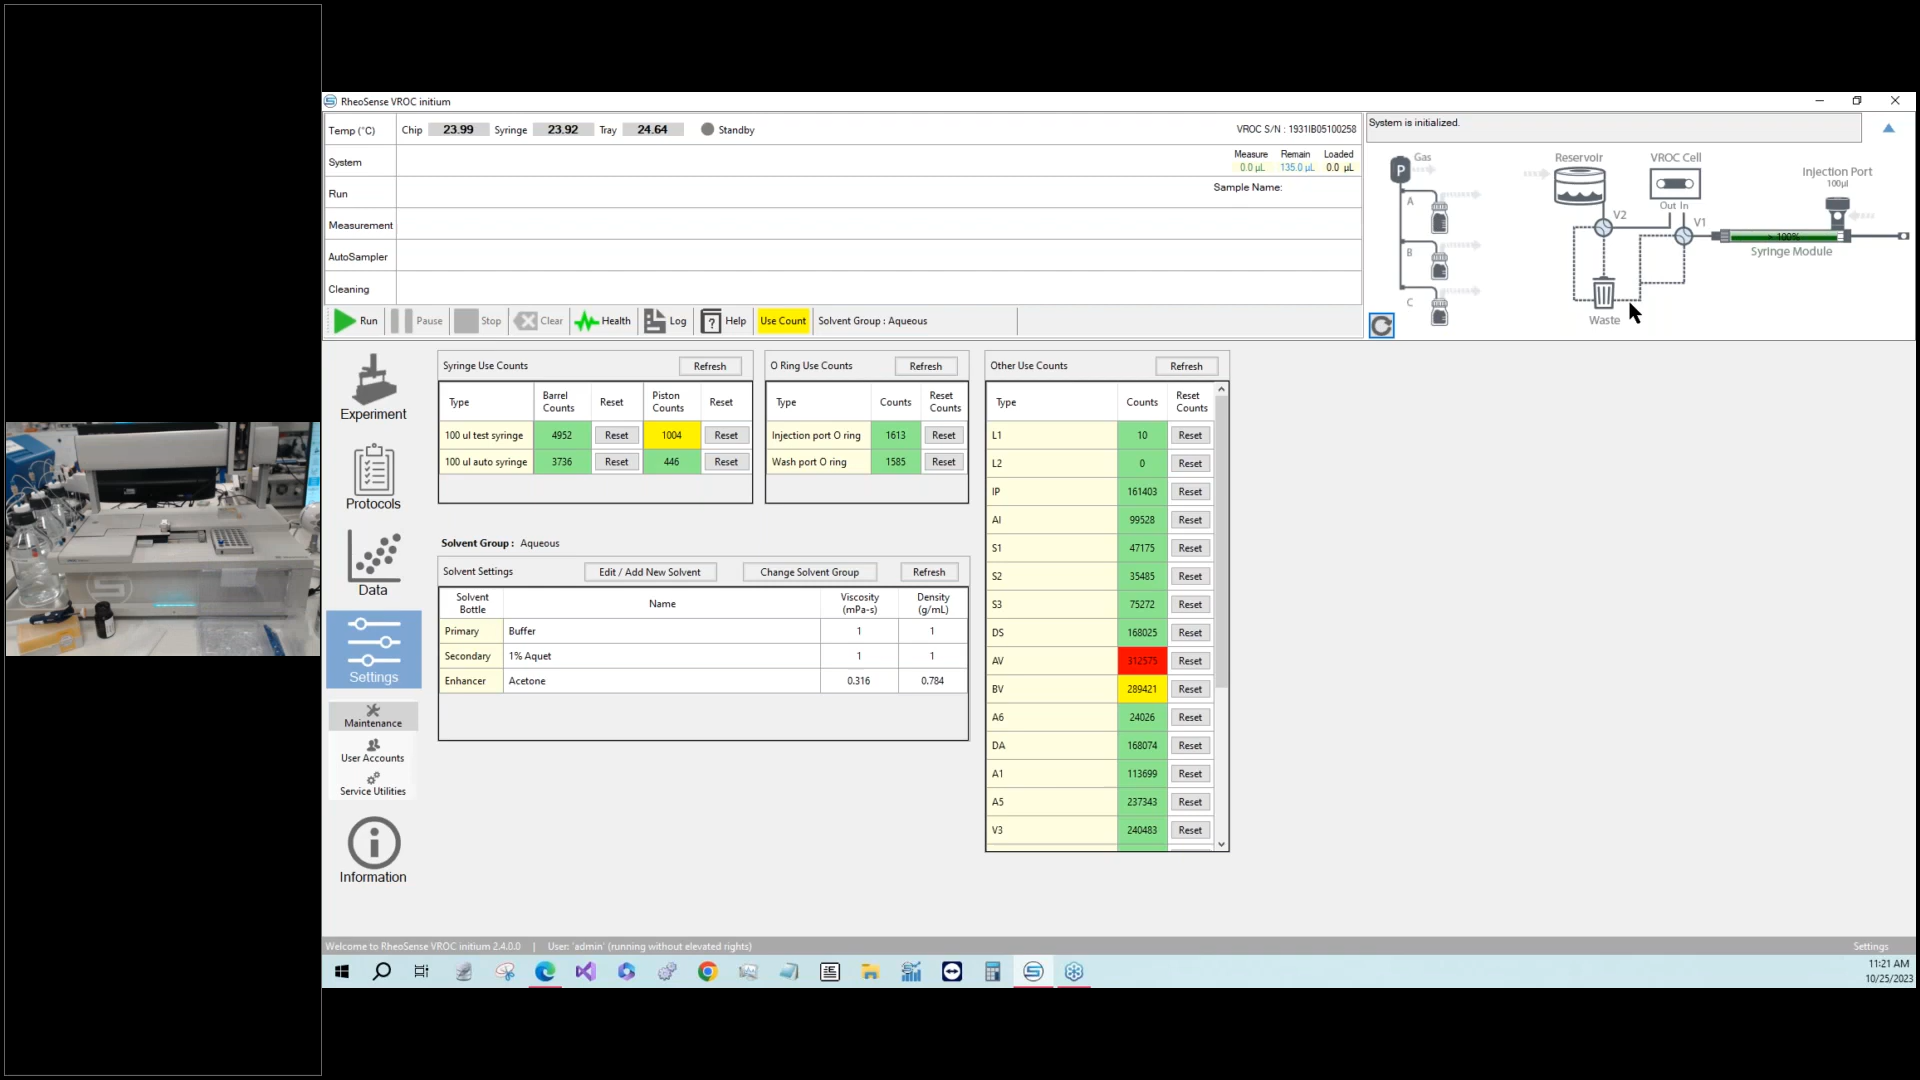 RheoSense VROC initium
Temp (°C) Chip 23.99 Syringe 23.92 Tray 24.64 Standby VROC S/N : 1931IB05100258
System
Measure Remain Loaded
0.0 µL 135.0 µL 0.0 µL
Run Sample Name:
Measurement
AutoSampler
Cleaning
Run Pause Stop Clear Health Log Help Use Count Solvent Group : Aqueous
System is initialized.
Gas
P
A
B
C
Reservoir
VROC Cell
Out In
V2
V1
Injection Port
100µl
> 100%
Syringe Module
Waste
Experiment
Protocols
Data
Settings
Maintenance
User Accounts
Service Utilities
Information
Syringe Use Counts Refresh
Type Barrel Counts Reset Piston Counts Reset
100 ul test syringe 4952 Reset 1004 Reset
100 ul auto syringe 3736 Reset 446 Reset
O Ring Use Counts Refresh
Type Counts Reset Counts
Injection port O ring 1613 Reset
Wash port O ring 1585 Reset
Solvent Group : Aqueous
Solvent Settings Edit / Add New Solvent Change Solvent Group Refresh
Solvent Bottle Name Viscosity (mPa-s) Density (g/mL)
Primary Buffer 1 1
Secondary 1% Aquet 1 1
Enhancer Acetone 0.316 0.784
Other Use Counts Refresh
Type Counts Reset Counts
L1 10 Reset
L2 0 Reset
IP 161403 Reset
AI 99528 Reset
S1 47175 Reset
S2 35485 Reset
S3 75272 Reset
DS 168025 Reset
AV 312575 Reset
BV 289421 Reset
A6 24026 Reset
DA 168074 Reset
A1 113699 Reset
A5 237343 Reset
V3 240483 Reset
Welcome to RheoSense VROC initium 2.4.0.0 | User: 'admin' (running without elevated rights) Settings
11:21 AM
10/25/2023